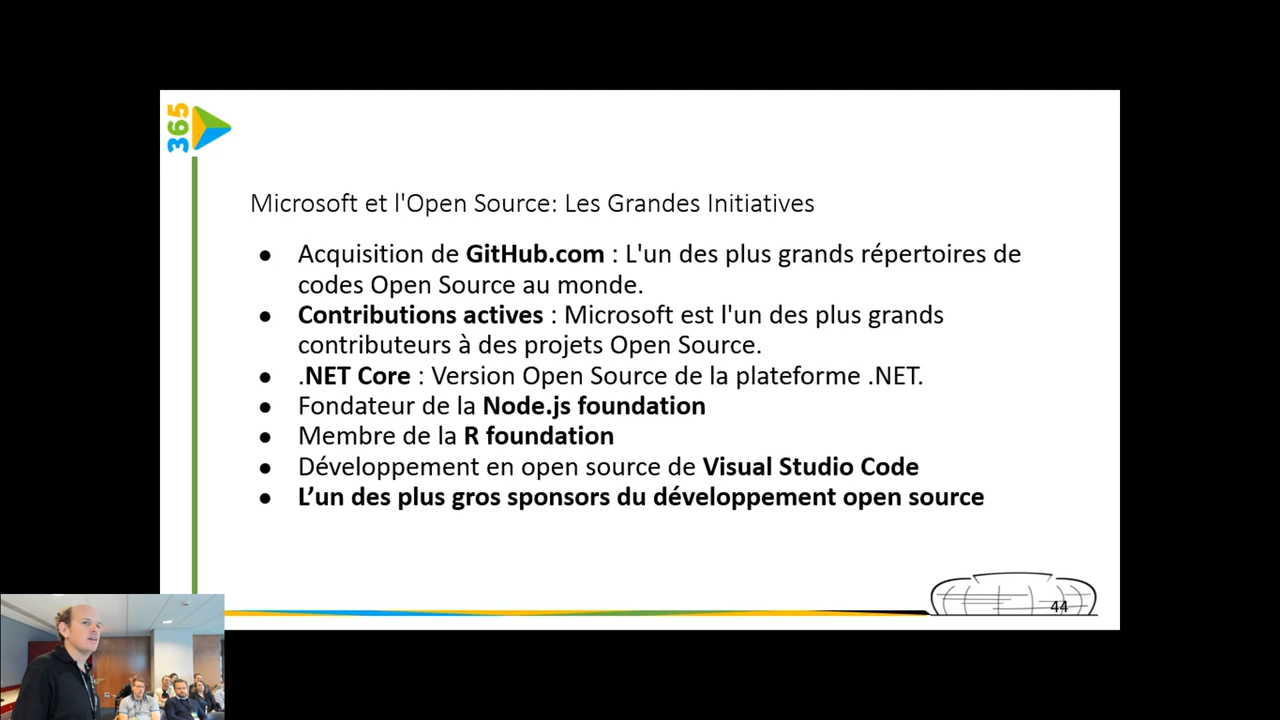 365
Microsoft et l'Open Source: Les Grandes Initiatives
● Acquisition de GitHub.com : L'un des plus grands répertoires de
codes Open Source au monde.
● Contributions actives : Microsoft est l'un des plus grands
contributeurs à des projets Open Source.
● .NET Core : Version Open Source de la plateforme .NET.
● Fondateur de la Node.js foundation
● Membre de la R foundation
● Développement en open source de Visual Studio Code
● L’un des plus gros sponsors du développement open source
44